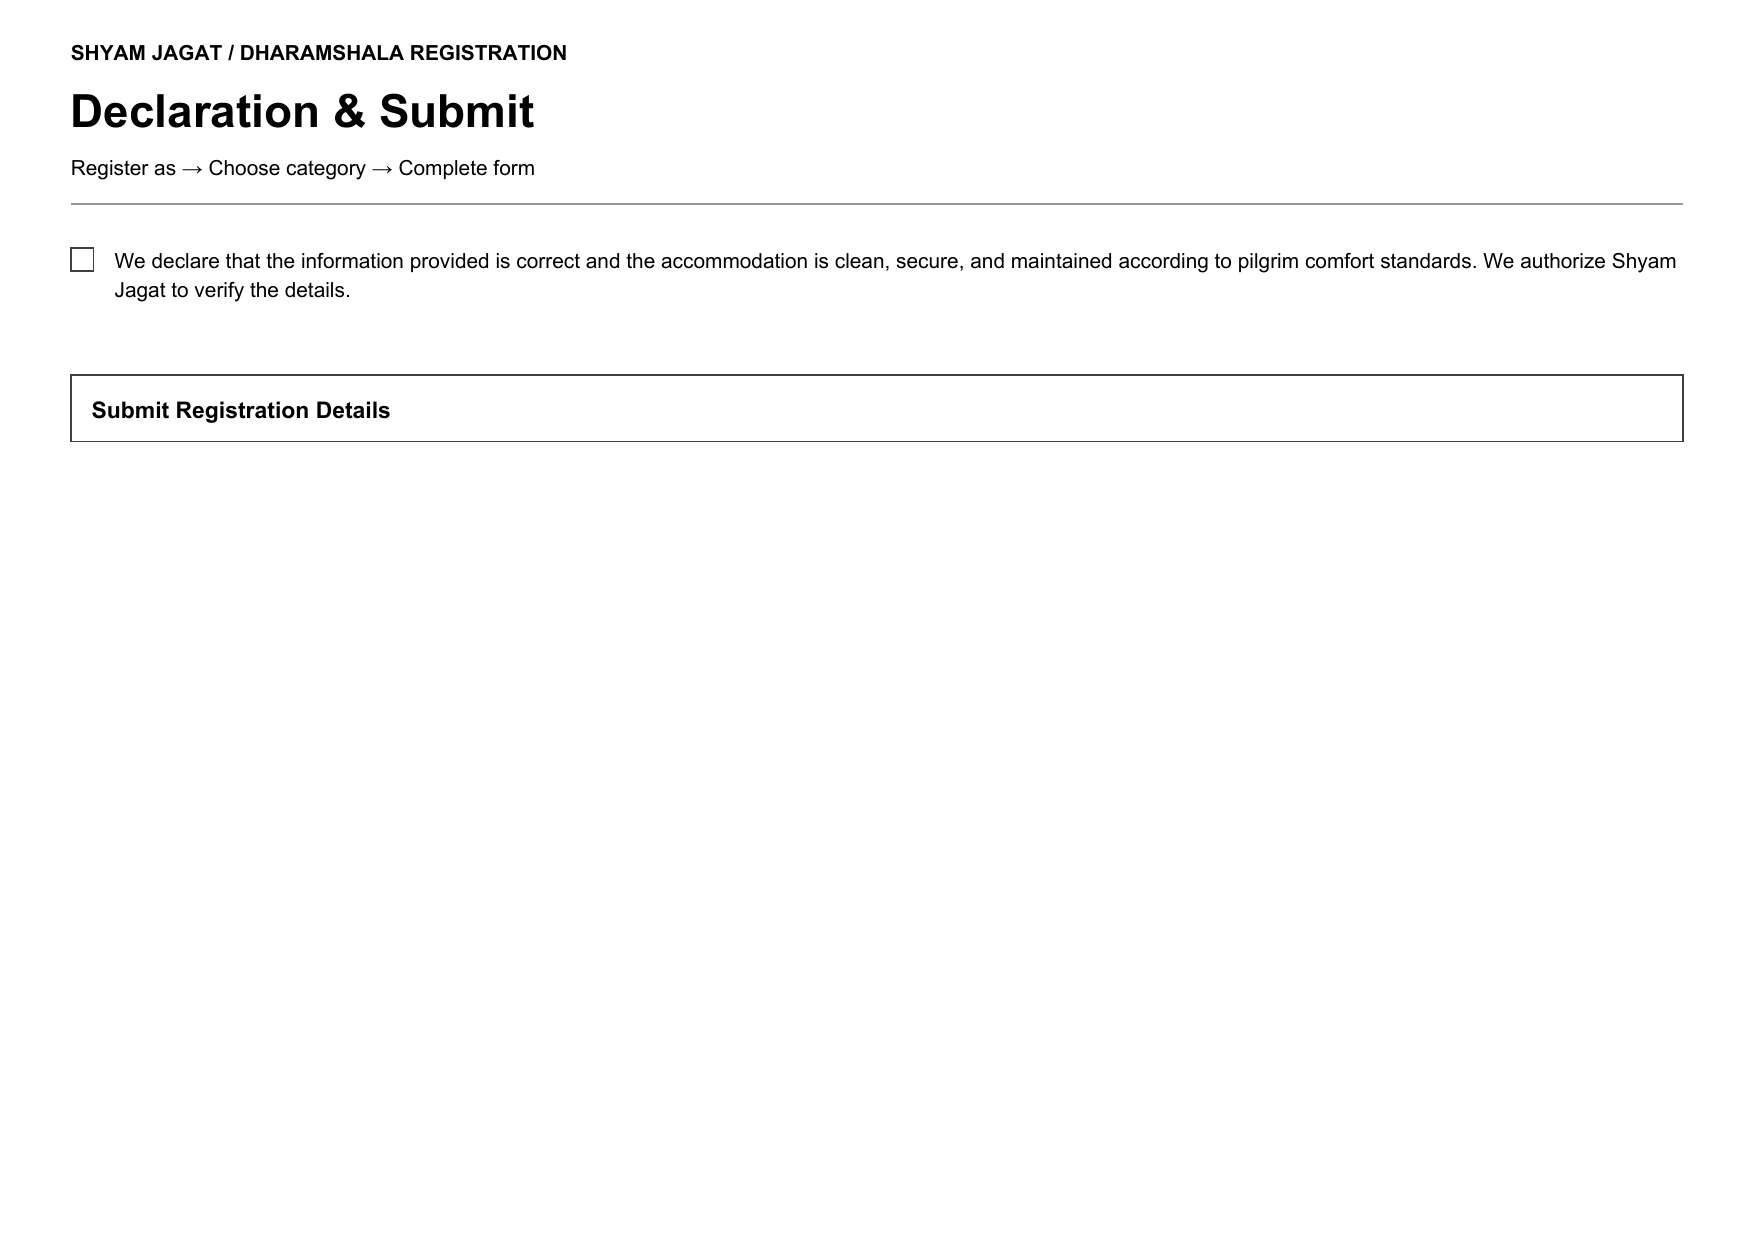 SHYAM JAGAT / DHARAMSHALA REGISTRATION
Declaration & Submit
Register as → Choose category → Complete form
We declare that the information provided is correct and the accommodation is clean, secure, and maintained according to pilgrim comfort standards. We authorize Shyam
Jagat to verify the details.
Submit Registration Details